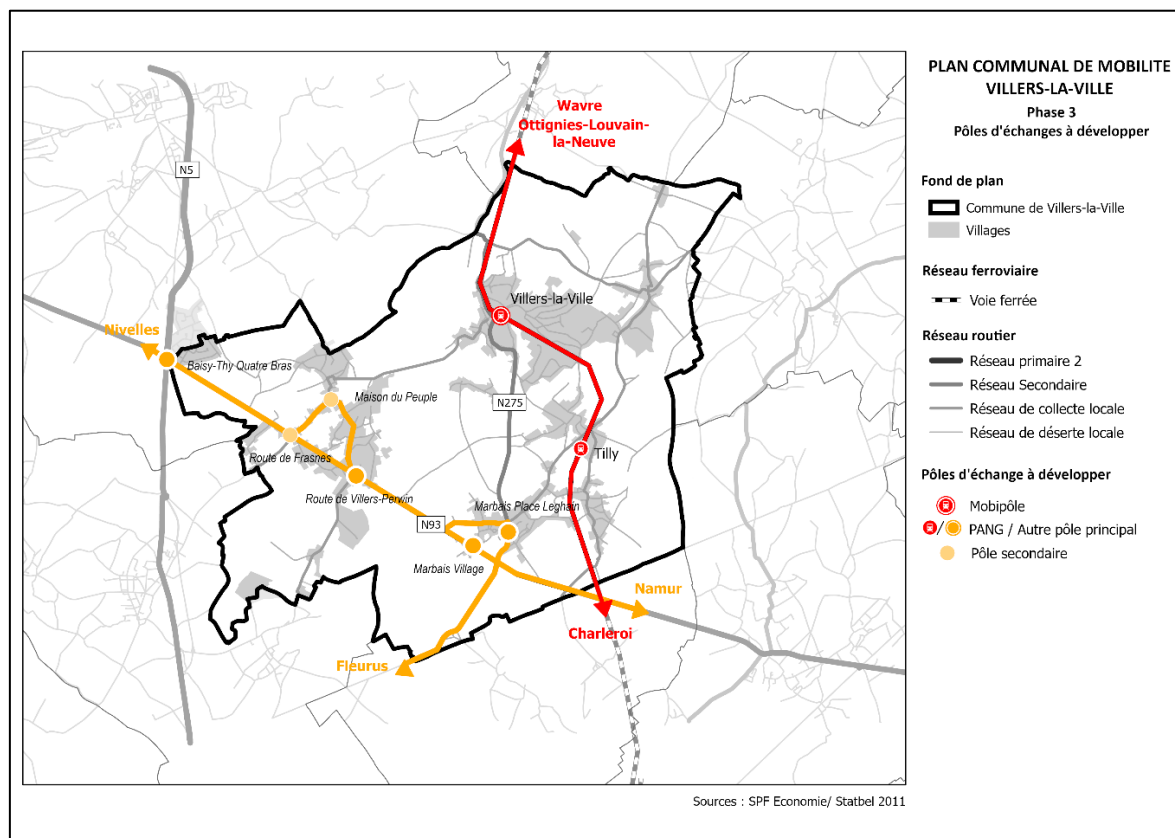 PLAN COMMUNAL DE MOBILITE
VILLERS-LA-VILLE
Phase 3
Pôles d'échanges à développer
Fond de plan
Commune de Villers-la-Ville
Villages
Réseau ferroviaire
Voie ferrée
Réseau routier
Réseau primaire 2
Réseau Secondaire
Réseau de collecte locale
Réseau de déserte locale
Pôles d'échange à développer
Mobipôle
/ PANG / Autre pôle principal
Pôle secondaire
Wavre
Ottignies-Louvain-
la-Neuve
N5
Villers-la-Ville
Nivelles
Baisy-Thy Quatre Bras
Maison du Peuple
N275
Route de Frasnes
Tilly
Route de Villers-Perwin
Marbais Place Leghain
N93
Marbais Village
Namur
Charleroi
Fleurus
Sources : SPF Economie/ Statbel 2011